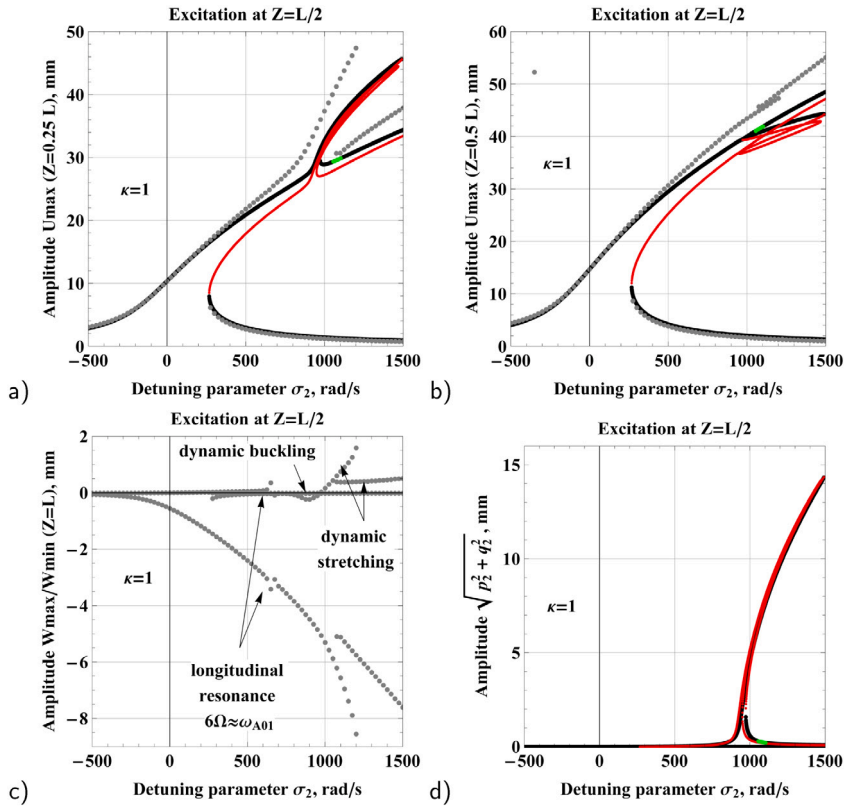 Excitation at Z=L/2
Amplitude Umax (Z=0.25 L), mm
50
40
30
20
10
0
κ=1
−500
0
500
1000
1500
Detuning parameter σ₂, rad/s
a)
Excitation at Z=L/2
Amplitude Umax (Z=0.5 L), mm
60
50
40
30
20
10
0
κ=1
−500
0
500
1000
1500
Detuning parameter σ₂, rad/s
b)
Excitation at Z=L/2
Amplitude Wmax/Wmin (Z=L), mm
2
0
−2
−4
−6
−8
dynamic buckling
dynamic
stretching
κ=1
longitudinal
resonance
6Ω≈ω_A01
−500
0
500
1000
1500
Detuning parameter σ₂, rad/s
c)
Excitation at Z=L/2
Amplitude √(p₂² + q₂²) , mm
15
10
5
0
κ=1
−500
0
500
1000
1500
Detuning parameter σ₂, rad/s
d)